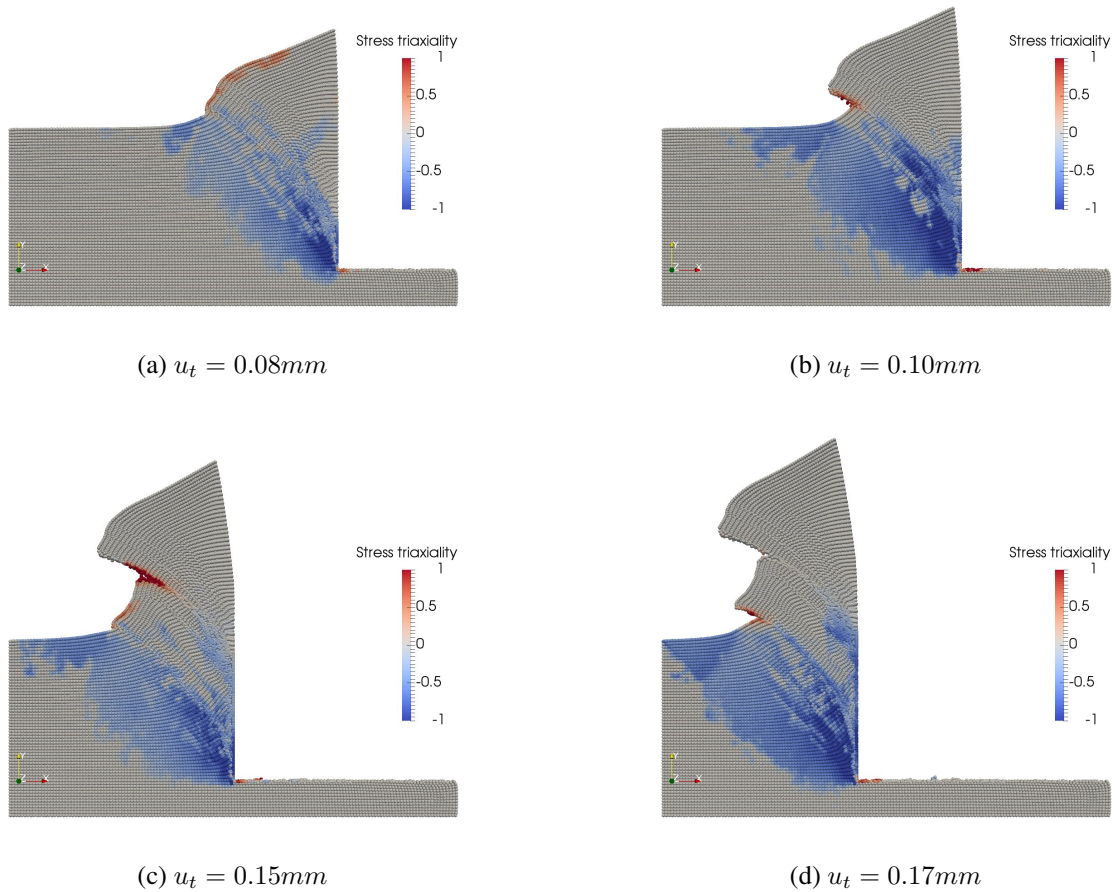 Stress triaxiality
1
0.5
0
-0.5
-1
Y
Z X
(a) u_t = 0.08mm
Stress triaxiality
1
0.5
0
-0.5
-1
Y
Z X
(b) u_t = 0.10mm
Stress triaxiality
1
0.5
0
-0.5
-1
Y
Z X
(c) u_t = 0.15mm
Stress triaxiality
1
0.5
0
-0.5
-1
Y
Z X
(d) u_t = 0.17mm